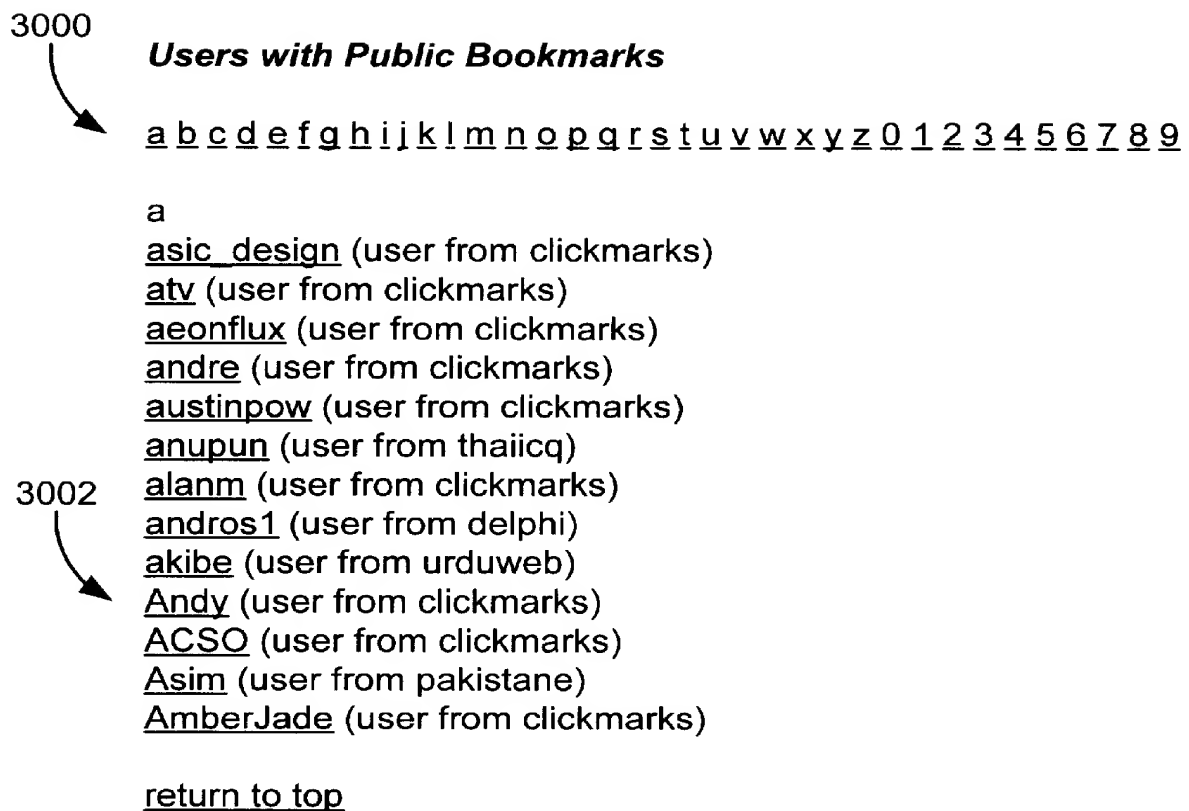 3000
Users with Public Bookmarks
a b c d e f g h i j k l m n o p q r s t u v w x y z 0 1 2 3 4 5 6 7 8 9
a
asic_design (user from clickmarks)
atv (user from clickmarks)
aeonflux (user from clickmarks)
andre (user from clickmarks)
austinpow (user from clickmarks)
anupun (user from thaiicq)
alanm (user from clickmarks)
3002
andros1 (user from delphi)
akibe (user from urduweb)
Andy (user from clickmarks)
ACSO (user from clickmarks)
Asim (user from pakistane)
AmberJade (user from clickmarks)
return to top